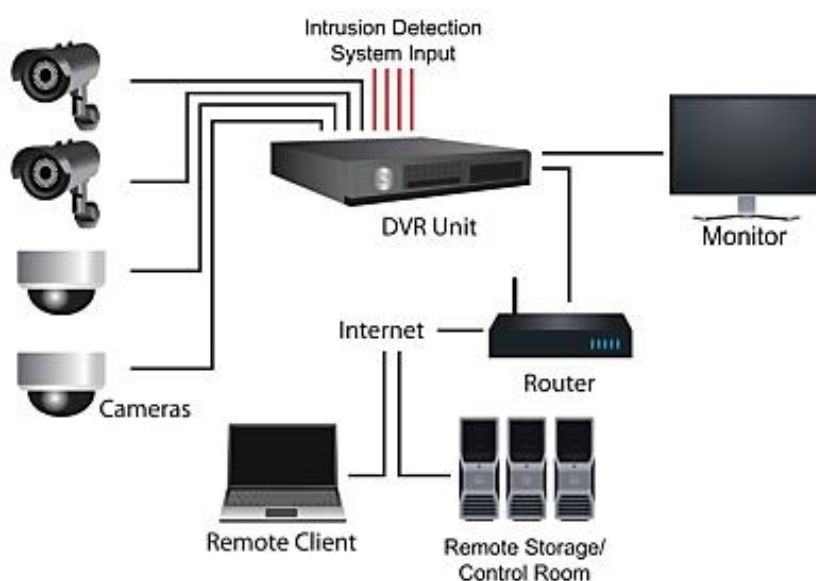 Intrusion Detection
System Input
DVR Unit
Monitor
Internet
Router
Cameras
Remote Client
Remote Storage/
Control Room